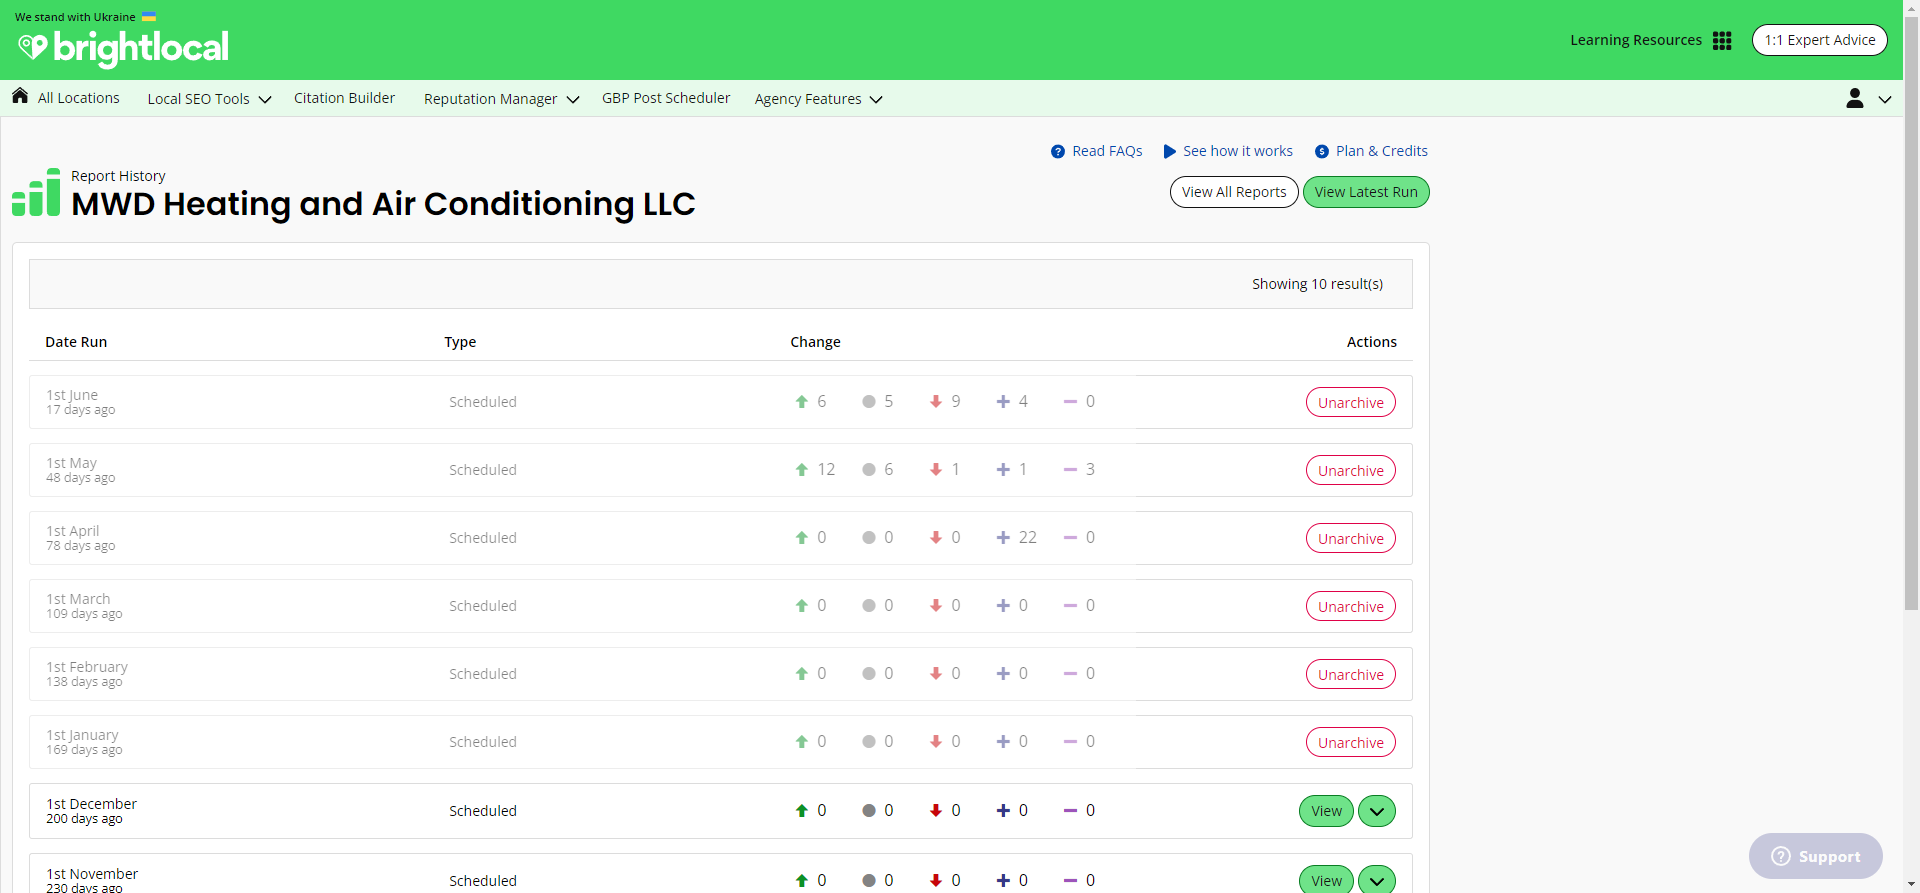 We stand with Ukraine
brightlocal
Learning Resources
1:1 Expert Advice
All Locations
Local SEO Tools
Citation Builder
Reputation Manager
GBP Post Scheduler
Agency Features
Read FAQs
See how it works
Plan & Credits
Report History
MWD Heating and Air Conditioning LLC
View All Reports
View Latest Run
Showing 10 result(s)
Date Run Type Change Actions
1st June
17 days ago
Scheduled 6 5 9 4 0 Unarchive
1st May
48 days ago
Scheduled 12 6 1 1 3 Unarchive
1st April
78 days ago
Scheduled 0 0 0 22 0 Unarchive
1st March
109 days ago
Scheduled 0 0 0 0 0 Unarchive
1st February
138 days ago
Scheduled 0 0 0 0 0 Unarchive
1st January
169 days ago
Scheduled 0 0 0 0 0 Unarchive
1st December
200 days ago
Scheduled 0 0 0 0 0 View
1st November
230 days ago
Scheduled 0 0 0 0 0 View
Support